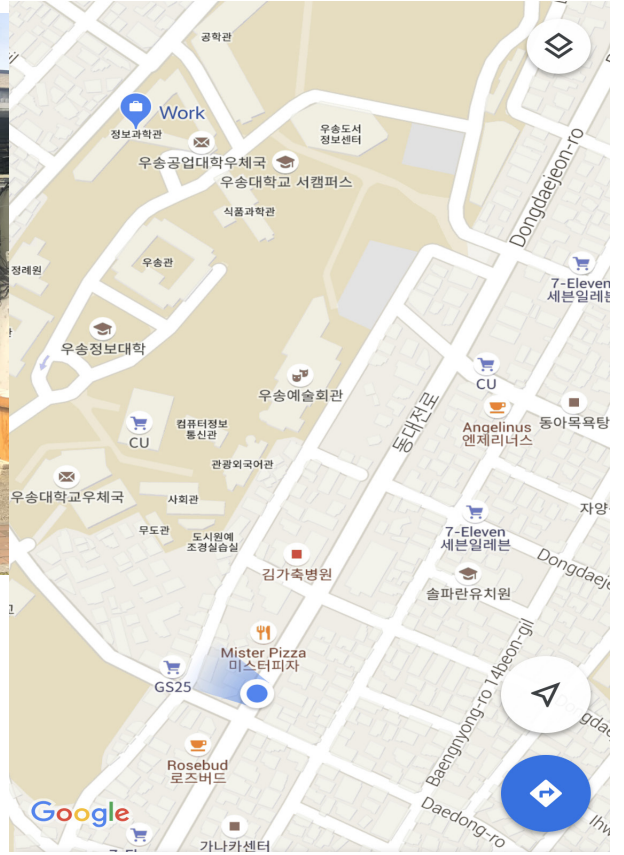 공학관
Work
정보과학관
우송도서
정보센터
우송공업대학우체국
우송대학교 서캠퍼스
식품과학관
Dongdaejeon-ro
정례원
우송관
7-Eleven
세븐일레븐
우송정보대학
CU
우송예술회관
동대전로
Angelinus
엔제리너스
동아목욕탕
CU
컴퓨터정보
통신관
관광외국어관
우송대학교우체국
사회관
자양
무도관
도시원예
조경실습실
7-Eleven
세븐일레븐
김가축병원
솔파란유치원
Mister Pizza
미스터피자
GS25
Baengnyong-ro 14beon-gil
Rosebud
로즈버드
Google
Daedong-ro
가나카센터